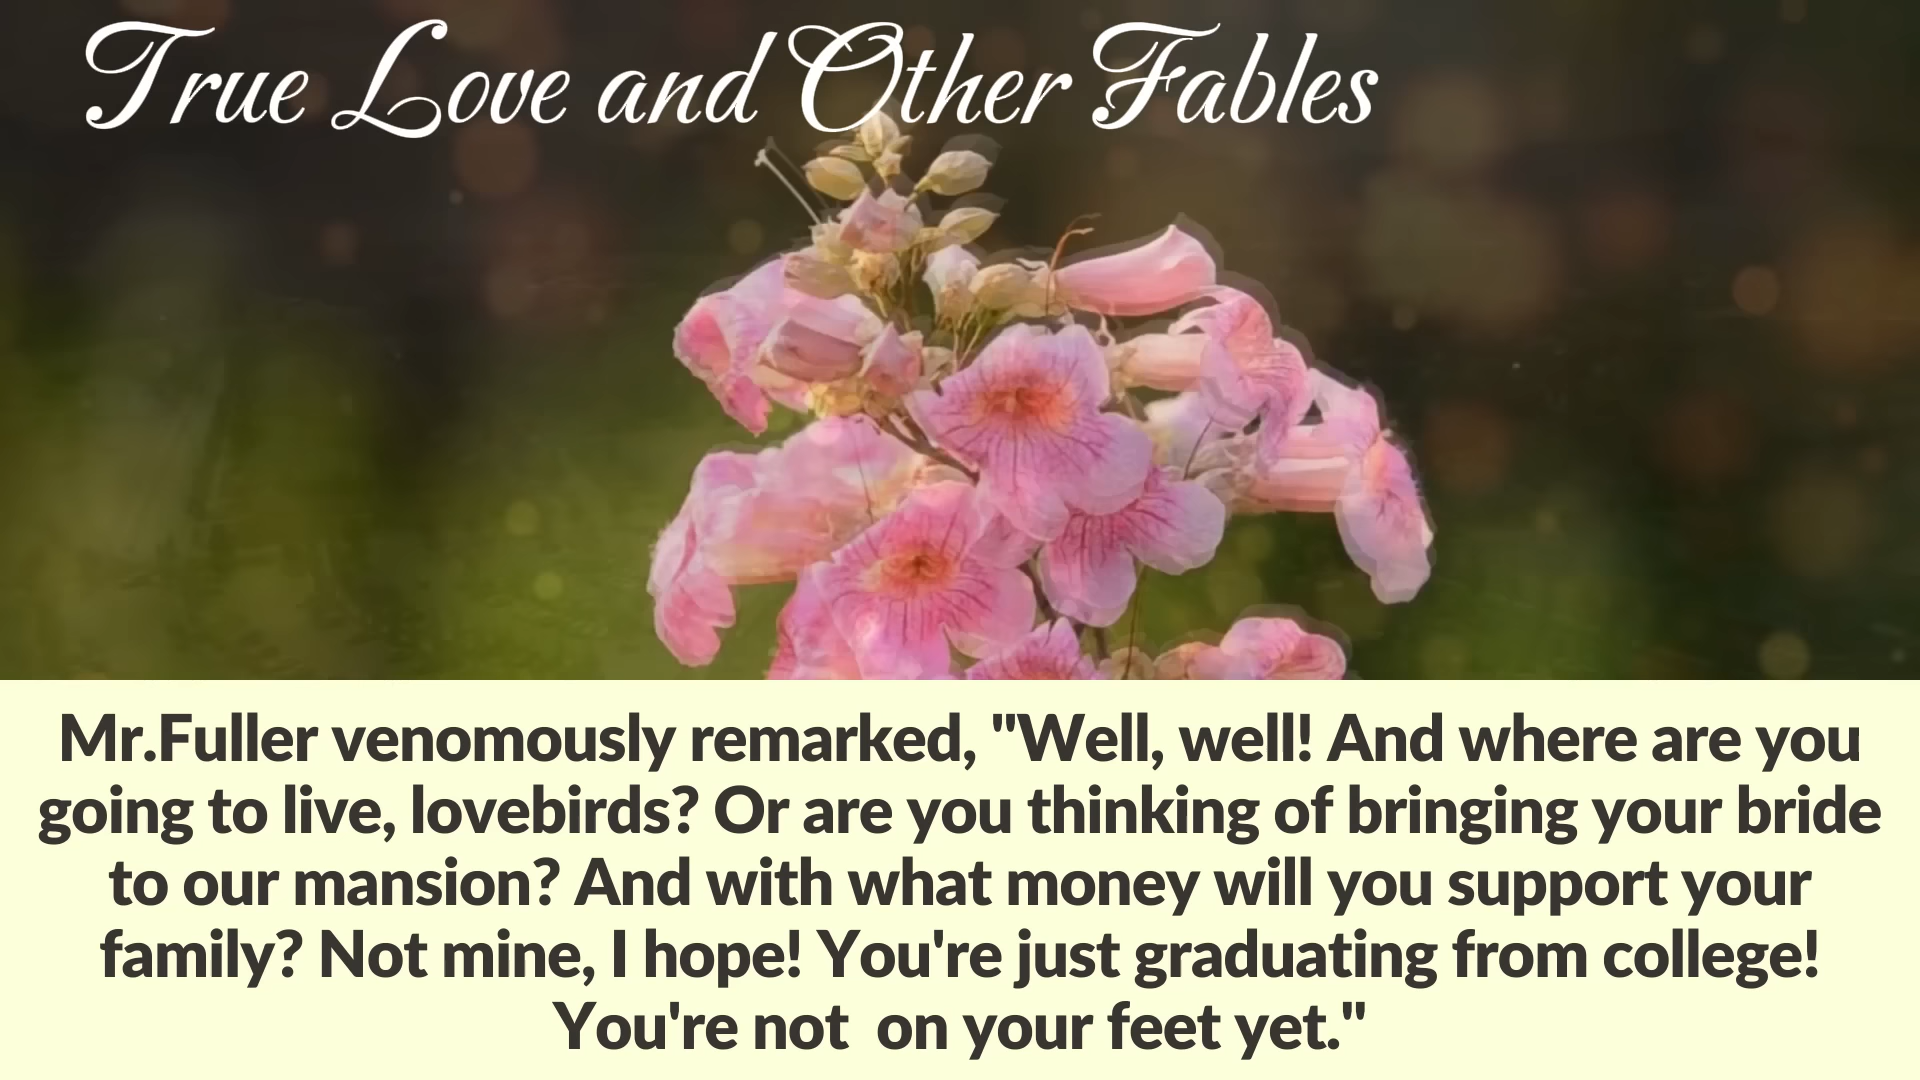 True Love and Other Fables
Mr.Fuller venomously remarked, "Well, well! And where are you
going to live, lovebirds? Or are you thinking of bringing your bride
to our mansion? And with what money will you support your
family? Not mine, I hope! You're just graduating from college!
You're not  on your feet yet."